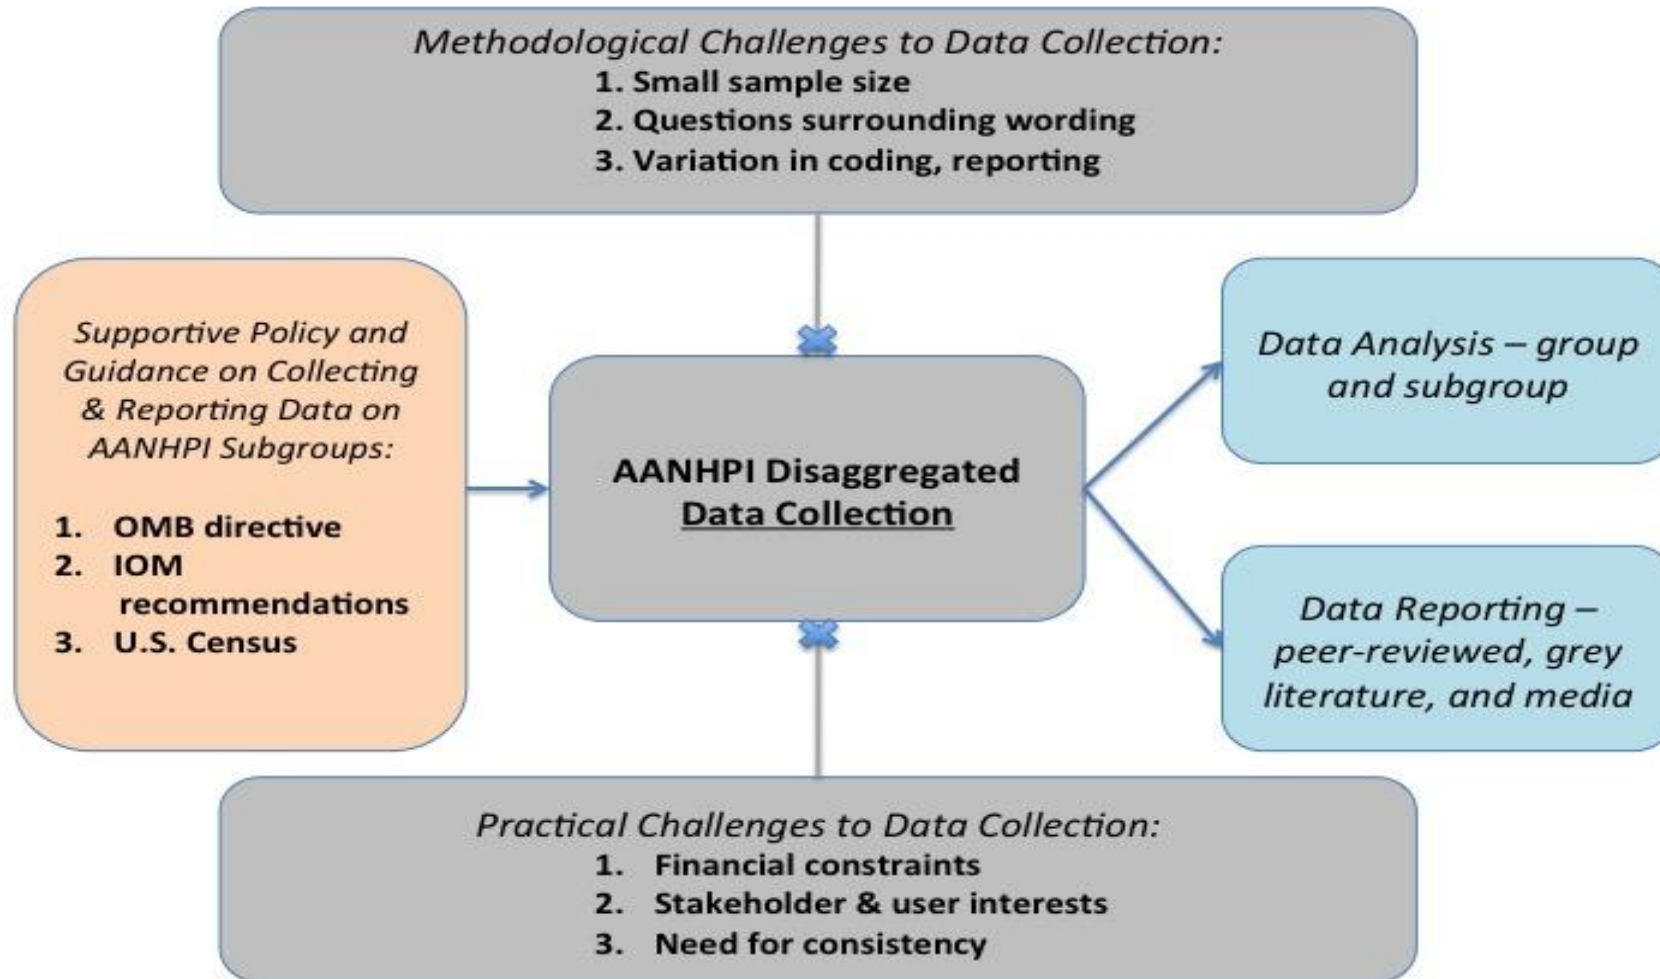 Methodological Challenges to Data Collection:
1. Small sample size
2. Questions surrounding wording
3. Variation in coding, reporting
Supportive Policy and
Guidance on Collecting
& Reporting Data on
AANHPI Subgroups:
1. OMB directive
2. IOM
recommendations
3. U.S. Census
AANHPI Disaggregated
Data Collection
Data Analysis – group
and subgroup
Data Reporting –
peer-reviewed, grey
literature, and media
Practical Challenges to Data Collection:
1. Financial constraints
2. Stakeholder & user interests
3. Need for consistency